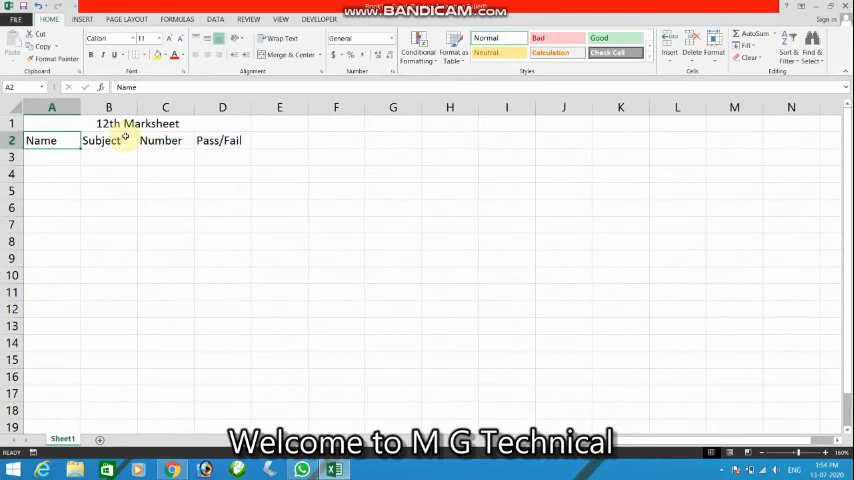 www.BANDICAM.com
Sign in
FILE HOME INSERT PAGE LAYOUT FORMULAS DATA REVIEW VIEW DEVELOPER
Cut
Copy
Format Painter
Paste
Clipboard
Calibri 11
B I U
Font
Wrap Text
Merge & Center
Alignment
General
Number
Conditional Formatting
Format as Table
Normal Bad Good
Neutral Calculation Check Cell
Styles
Insert Delete Format
Cells
AutoSum
Fill
Clear
Sort & Filter
Find & Select
Editing
A2 fx Name
A B C D E F G H I J K L M N
1 12th Marksheet
2 Name Subject Number Pass/Fail
3
4
5
6
7
8
9
10
11
12
13
14
15
16
17
18
19
Sheet1
Welcome to M G Technical
READY
160%
ENG
1:54 PM
13-07-2020